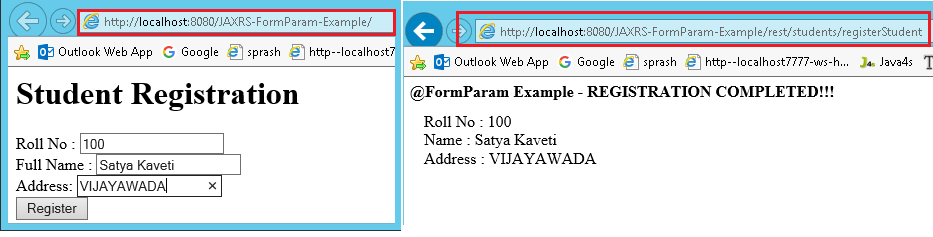 http://localhost:8080/JAXRS-FormParam-Example/
Outlook Web App Google sprash http--localhost7
Student Registration
Roll No : 100
Full Name : Satya Kaveti
Address: VIJAYAWADA ×
Register
http://localhost:8080/JAXRS-FormParam-Example/rest/students/registerStudent
Outlook Web App Google sprash http--localhost7777-ws-h... Java4s
@FormParam Example - REGISTRATION COMPLETED!!!
Roll No : 100
Name : Satya Kaveti
Address : VIJAYAWADA